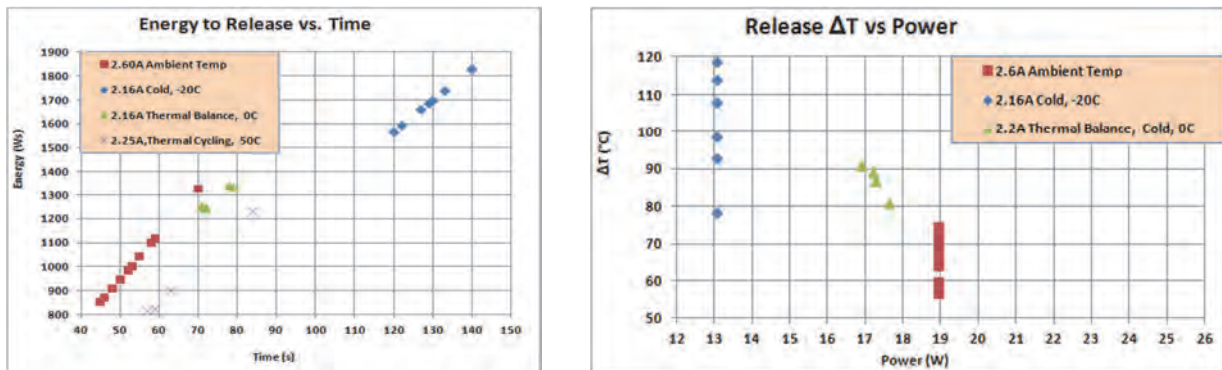 Energy to Release vs. Time
1900
1800
1700
1600
1500
1400
1300
1200
1100
1000
900
800
Energy (Ws)
2.60A Ambient Temp
2.16A Cold, -20C
2.16A Thermal Balance, 0C
2.25A,Thermal Cycling, 50C
40 50 60 70 80 90 100 110 120 130 140 150
Time (s)
Release ΔT vs Power
120
110
100
90
80
70
60
50
ΔT (°C)
2.6A Ambient Temp
2.16A Cold, -20C
2.2A Thermal Balance, Cold, 0C
12 13 14 15 16 17 18 19 20 21 22 23 24 25 26
Power (W)